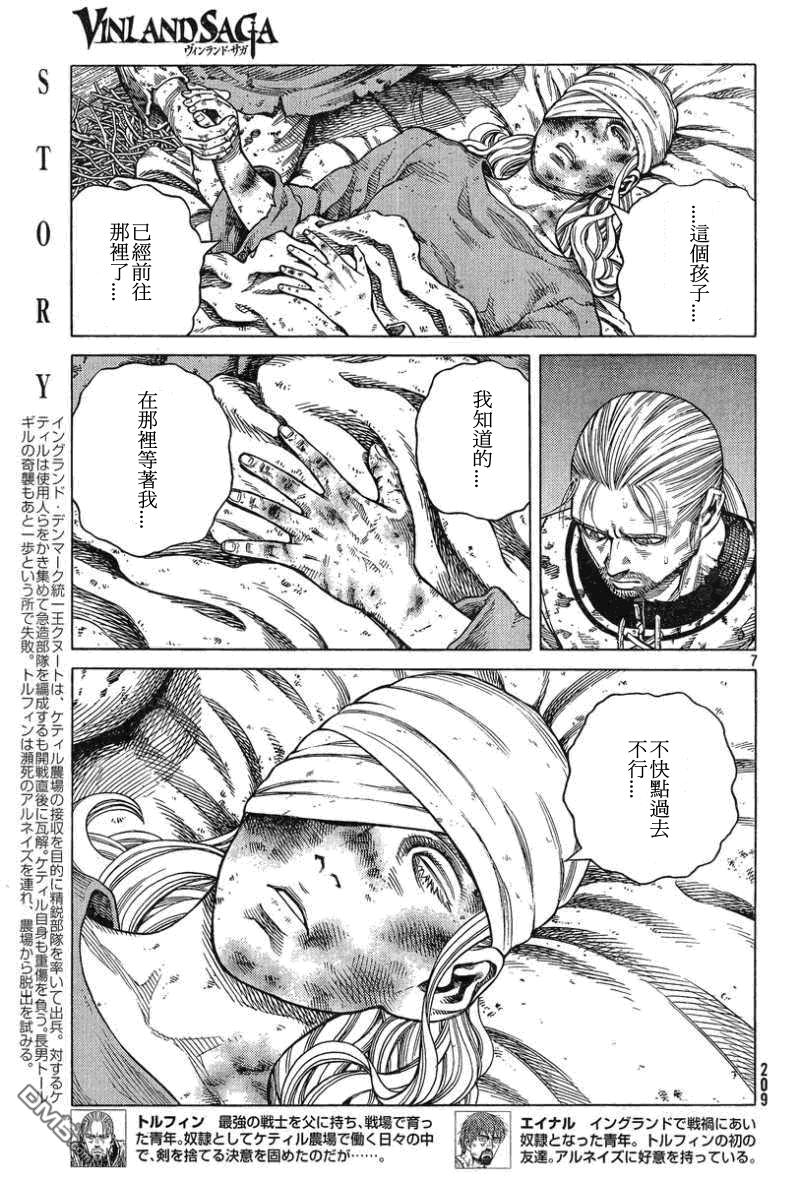 VINLAND SAGA
ヴィンランド・サガ
STORY
……這個孩子……
已經前往
那裡了……
我知道的……
在那裡等著我……
不快點過去
不行……
7
イングランド・デンマーク統一王クヌートは、ケティル農場の接収を目的に精鋭部隊を率いて出兵。対するケ
ティルは使用人らをかき集めて急造部隊を編成するも開戦直後に瓦解。ケティル自身も重傷を負う。長男トール
ギルの奇襲もあと一歩という所で失敗。トルフィンは瀕死のアルネイズを連れ、農場から脱出を試みる。
209
トルフィン 最強の戦士を父に持ち、戦場で育っ
た青年。奴隷としてケティル農場で働く日々の中
で、剣を捨てる決意を固めたのだが……。
エイナル イングランドで戦禍にあい
奴隷となった青年。トルフィンの初の
友達。アルネイズに好意を持っている。